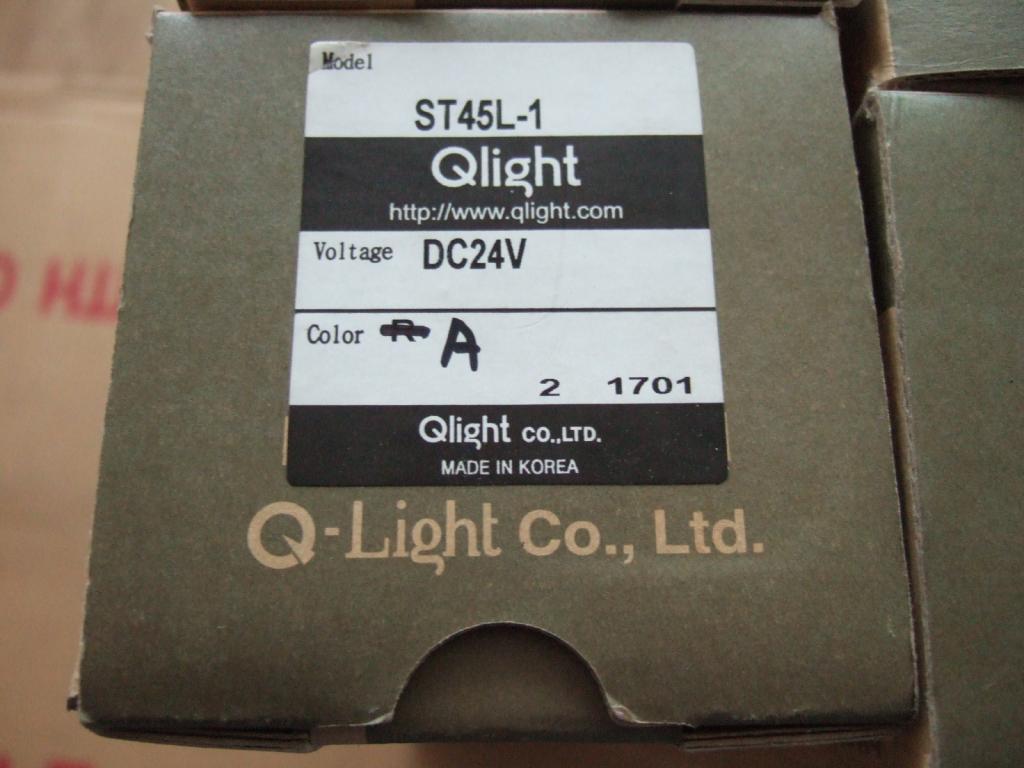 Model
ST45L-1
Qlight
http://www.qlight.com
Voltage DC24V
Color R A
2 1701
Qlight CO.,LTD.
MADE IN KOREA
Q-Light Co., Ltd.